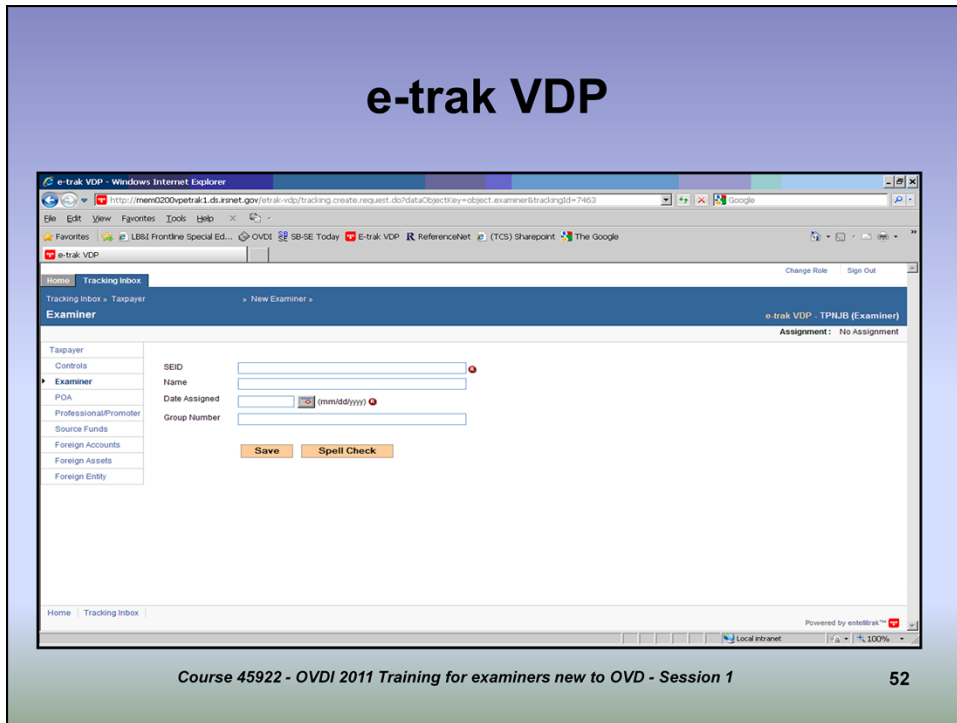 e-trak VDP
e-trak VDP - Windows Internet Explorer
http://mem0200vpetrak1.ds.irsnet.gov/etrak-vdp/tracking.create.request.do?dataObjectKey=object.examiner&trackingId=7463
Google
File Edit View Favorites Tools Help
Favorites LB&I Frontline Special Ed... OVDI SB-SE Today E-trak VDP ReferenceNet (TCS) Sharepoint The Google
e-trak VDP
Change Role Sign Out
Home Tracking Inbox
Tracking Inbox » Taxpayer » New Examiner »
Examiner e-trak VDP - TPNJB (Examiner)
Assignment : No Assignment
Taxpayer
Controls
Examiner
POA
Professional/Promoter
Source Funds
Foreign Accounts
Foreign Assets
Foreign Entity
SEID
Name
Date Assigned (mm/dd/yyyy)
Group Number
Save Spell Check
Home Tracking Inbox
Powered by entellitrak™
Local intranet 100%
Course 45922 - OVDI 2011 Training for examiners new to OVD - Session 1 52